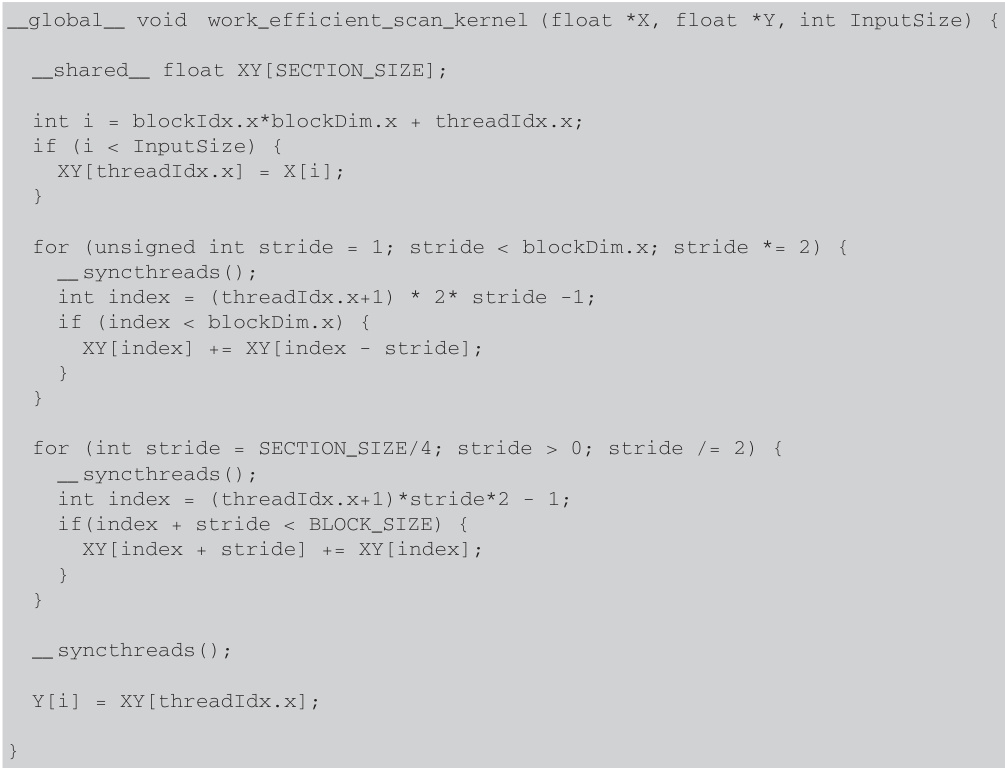 __global__ void work_efficient_scan_kernel (float *X, float *Y, int InputSize) {
__shared__ float XY[SECTION_SIZE];
int i = blockIdx.x*blockDim.x + threadIdx.x;
if (i < InputSize) {
XY[threadIdx.x] = X[i];
}
for (unsigned int stride = 1; stride < blockDim.x; stride *= 2) {
__syncthreads();
int index = (threadIdx.x+1) * 2* stride -1;
if (index < blockDim.x) {
XY[index] += XY[index - stride];
}
}
for (int stride = SECTION_SIZE/4; stride > 0; stride /= 2) {
__syncthreads();
int index = (threadIdx.x+1)*stride*2 - 1;
if(index + stride < BLOCK_SIZE) {
XY[index + stride] += XY[index];
}
}
__syncthreads();
Y[i] = XY[threadIdx.x];
}